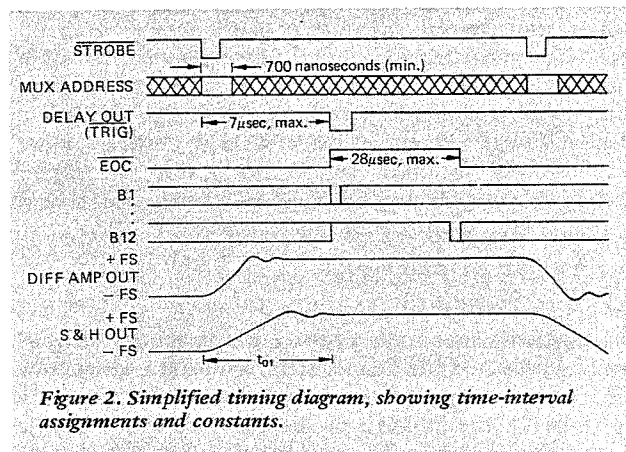 STROBE
700 nanoseconds (min.)
MUX ADDRESS
DELAY OUT
(TRIG)
7μsec, max.
EOC
28μsec, max.
B1
B12
+ FS
DIFF AMP OUT
– FS
+ FS
S & H OUT
– FS
t01
Figure 2. Simplified timing diagram, showing time-interval
assignments and constants.